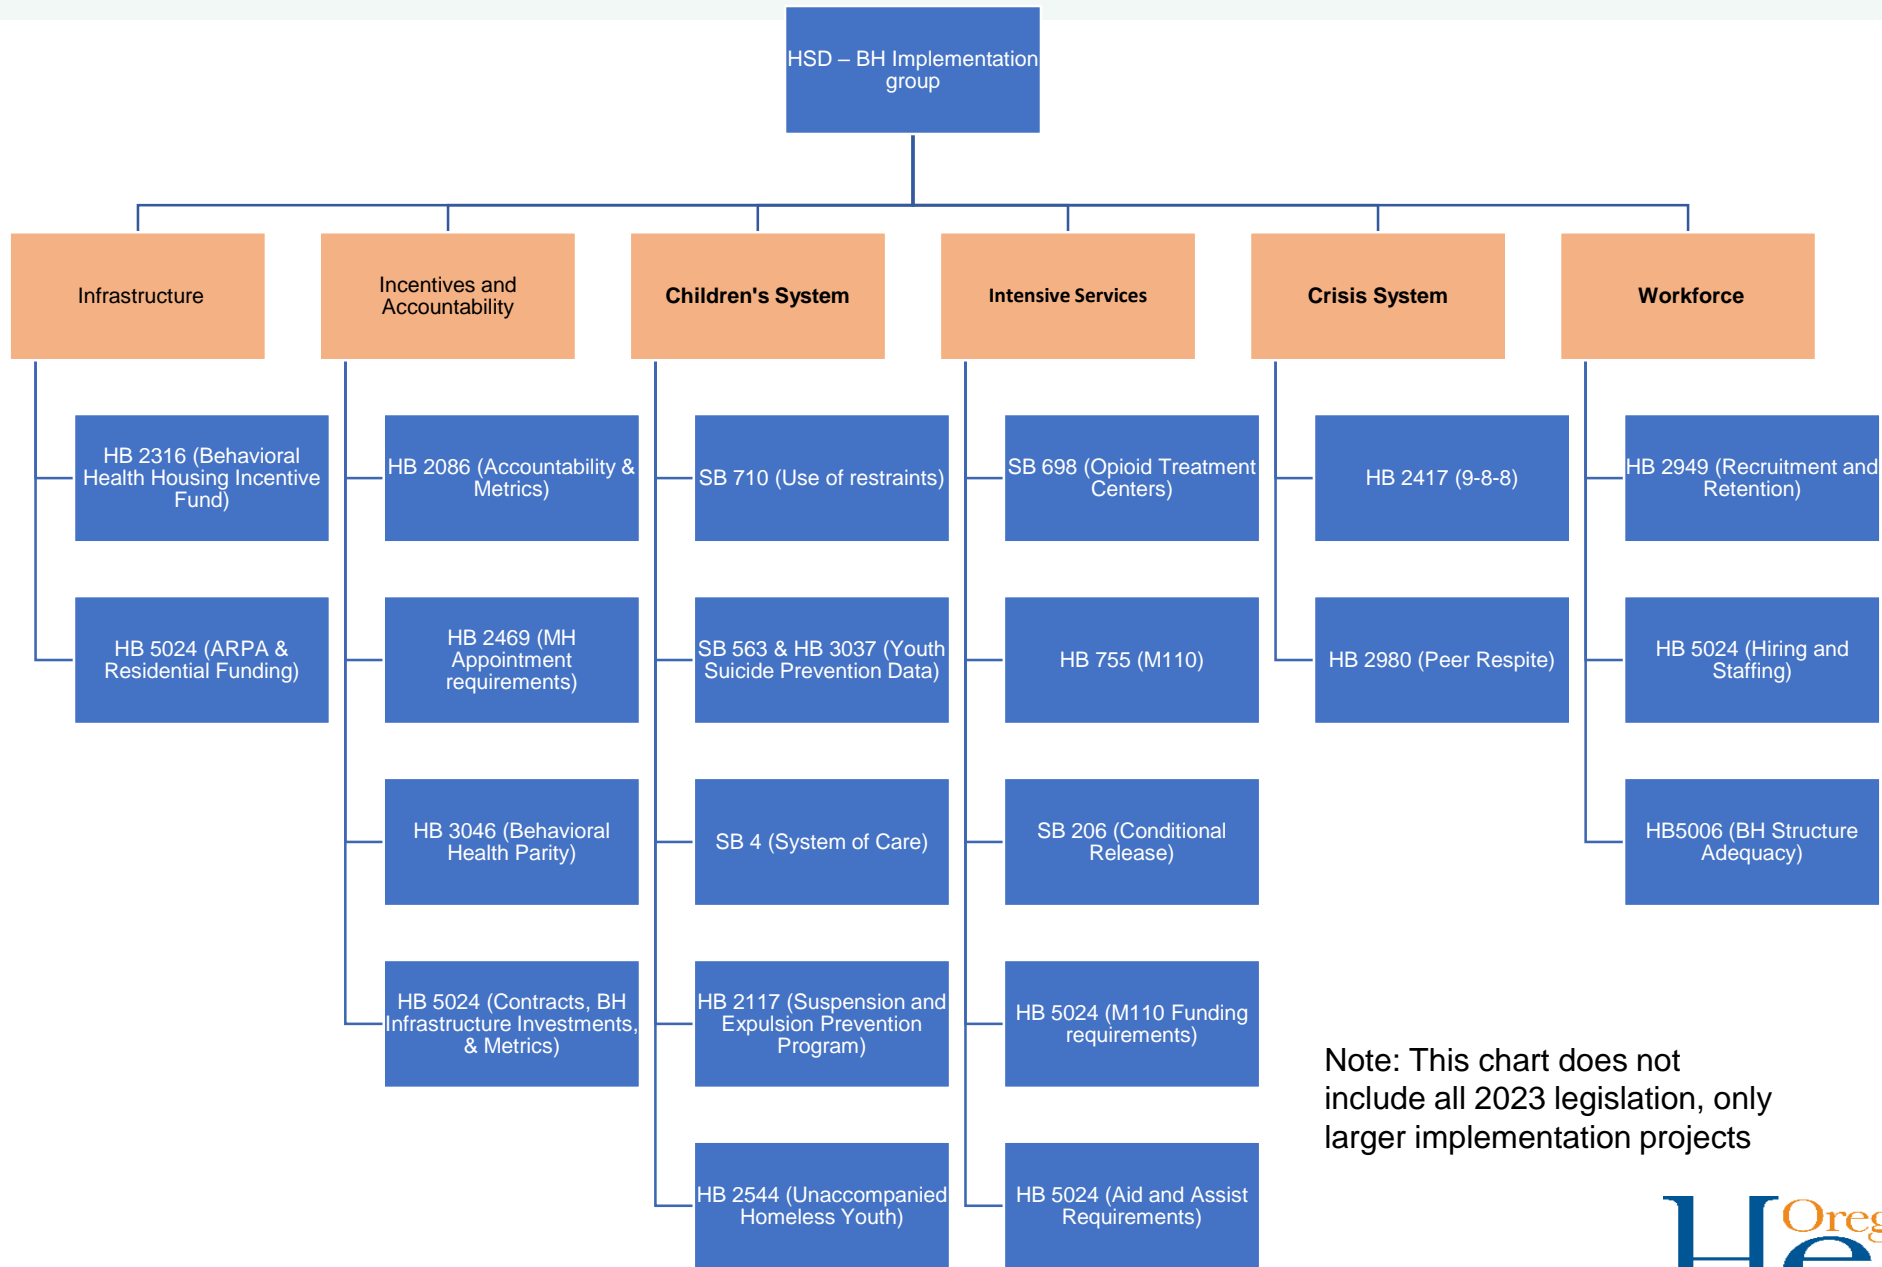 HSD – BH Implementation
group
Infrastructure
Incentives and
Accountability
Children's System
Intensive Services
Crisis System
Workforce
HB 2316 (Behavioral
Health Housing Incentive
Fund)
HB 2086 (Accountability &
Metrics)
SB 710 (Use of restraints)
SB 698 (Opioid Treatment
Centers)
HB 2417 (9-8-8)
HB 2949 (Recruitment and
Retention)
HB 5024 (ARPA &
Residential Funding)
HB 2469 (MH
Appointment
requirements)
SB 563 & HB 3037 (Youth
Suicide Prevention Data)
HB 755 (M110)
HB 2980 (Peer Respite)
HB 5024 (Hiring and
Staffing)
HB 3046 (Behavioral
Health Parity)
SB 4 (System of Care)
SB 206 (Conditional
Release)
HB5006 (BH Structure
Adequacy)
HB 5024 (Contracts, BH
Infrastructure Investments,
& Metrics)
HB 2117 (Suspension and
Expulsion Prevention
Program)
HB 5024 (M110 Funding
requirements)
HB 2544 (Unaccompanied
Homeless Youth)
HB 5024 (Aid and Assist
Requirements)
Note: This chart does not
include all 2023 legislation, only
larger implementation projects